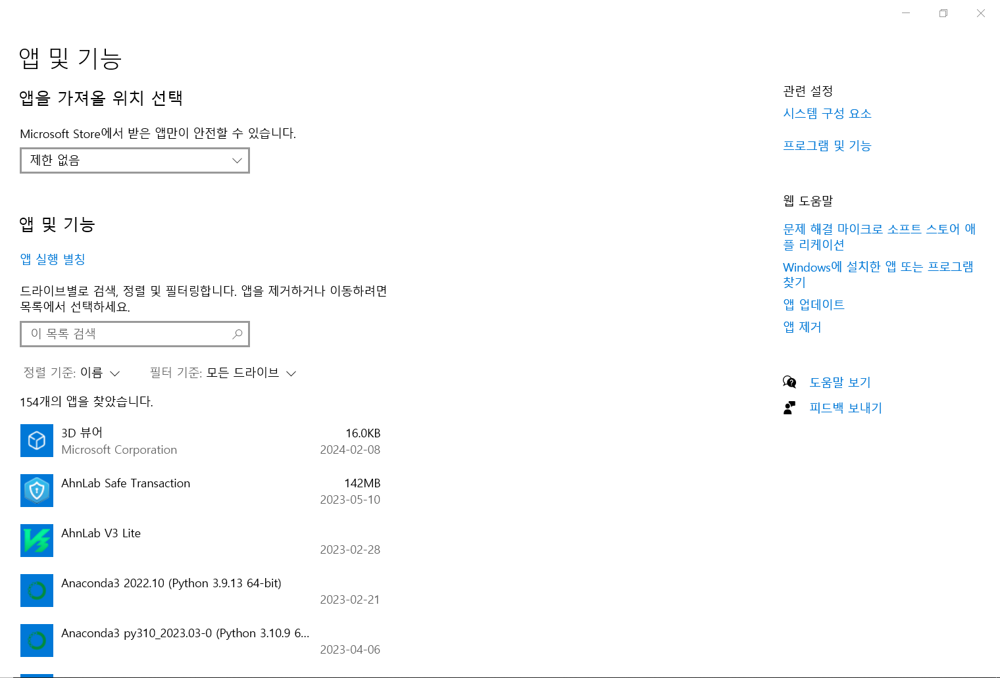 앱 및 기능
앱을 가져올 위치 선택
Microsoft Store에서 받은 앱만이 안전할 수 있습니다.
제한 없음
앱 및 기능
앱 실행 별칭
드라이브별로 검색, 정렬 및 필터링합니다. 앱을 제거하거나 이동하려면
목록에서 선택하세요.
이 목록 검색
정렬 기준: 이름
필터 기준: 모든 드라이브
154개의 앱을 찾았습니다.
3D 뷰어
16.0KB
Microsoft Corporation
2024-02-08
AhnLab Safe Transaction
142MB
2023-05-10
AhnLab V3 Lite
2023-02-28
Anaconda3 2022.10 (Python 3.9.13 64-bit)
2023-02-21
Anaconda3 py310_2023.03-0 (Python 3.10.9 6...
2023-04-06
관련 설정
시스템 구성 요소
프로그램 및 기능
웹 도움말
문제 해결 마이크로 소프트 스토어 애
플 리케이션
Windows에 설치한 앱 또는 프로그램
찾기
앱 업데이트
앱 제거
도움말 보기
피드백 보내기